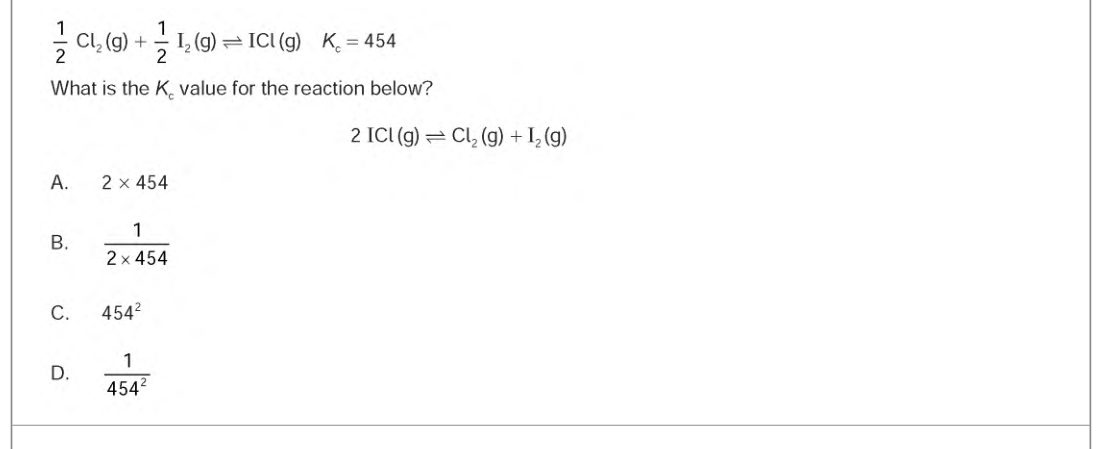 1/2 Cl₂ (g) + 1/2 I₂ (g) ⇌ ICl (g) K꜀ = 454
What is the K꜀ value for the reaction below?
2 ICl (g) ⇌ Cl₂ (g) + I₂ (g)
A. 2 × 454
B. 1/(2 × 454)
C. 454²
D. 1/454²